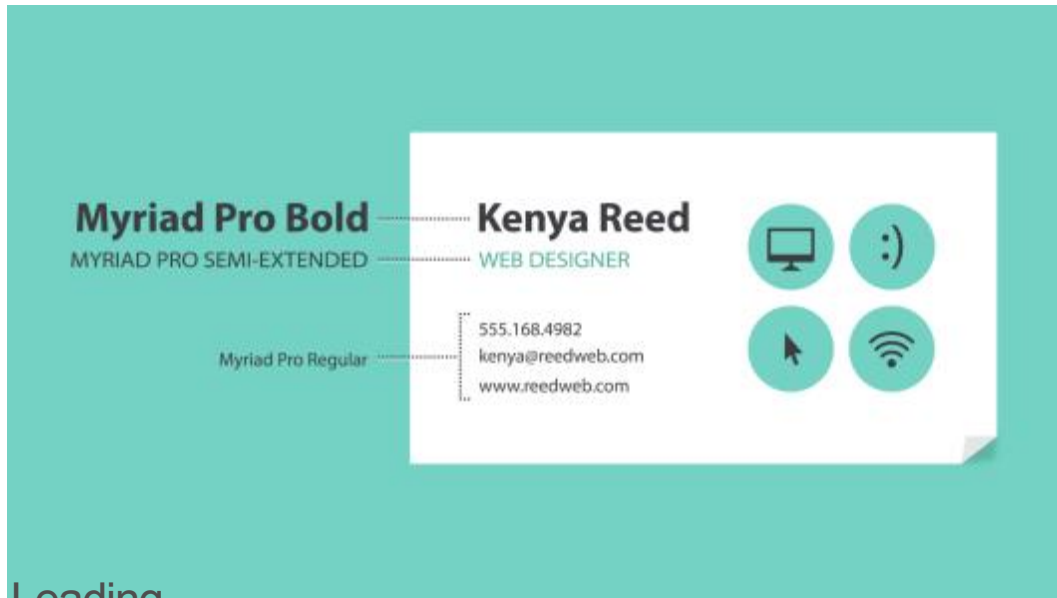 Myriad Pro Bold
MYRIAD PRO SEMI-EXTENDED
Myriad Pro Regular
Kenya Reed
WEB DESIGNER
555.168.4982
kenya@reedweb.com
www.reedweb.com
:)
Loading